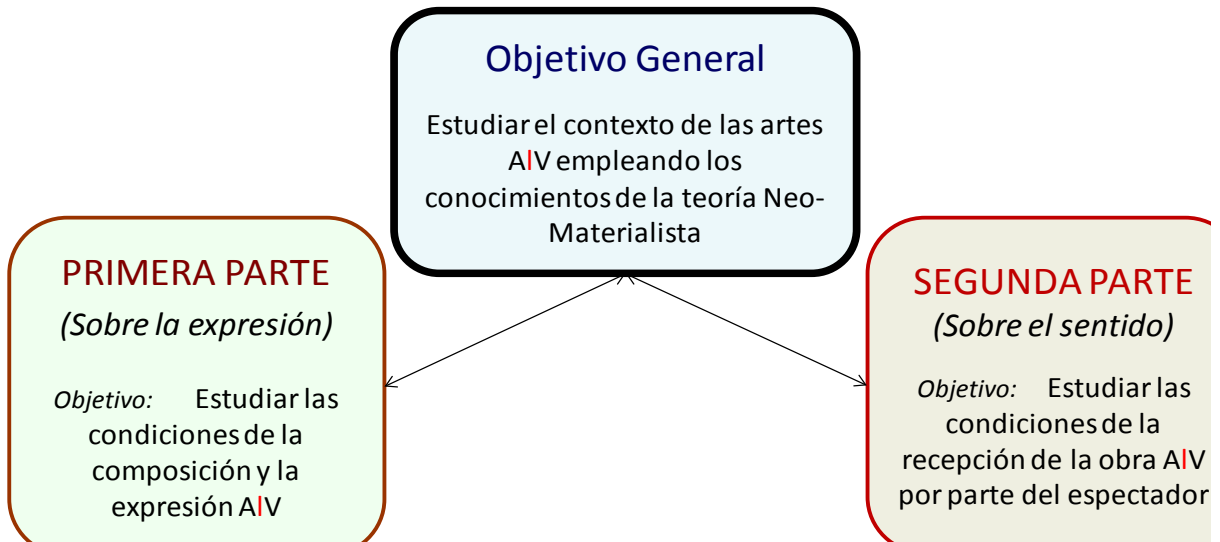 Objetivo General
Estudiar el contexto de las artes
AlV empleando los
conocimientos de la teoría Neo-
Materialista
PRIMERA PARTE
(Sobre la expresión)
Objetivo: Estudiar las
condiciones de la
composición y la
expresión AlV
SEGUNDA PARTE
(Sobre el sentido)
Objetivo: Estudiar las
condiciones de la
recepción de la obra AlV
por parte del espectador